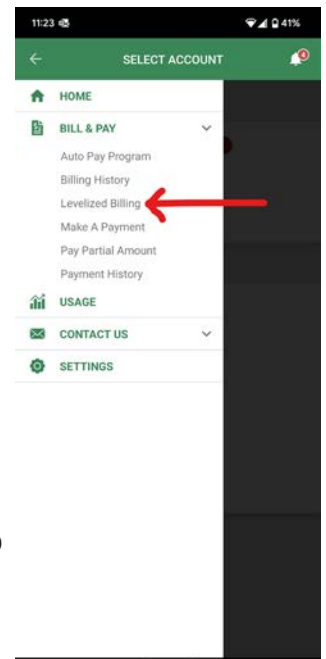 11:23 41%
SELECT ACCOUNT
HOME
BILL & PAY
Auto Pay Program
Billing History
Levelized Billing
Make A Payment
Pay Partial Amount
Payment History
USAGE
CONTACT US
SETTINGS
)